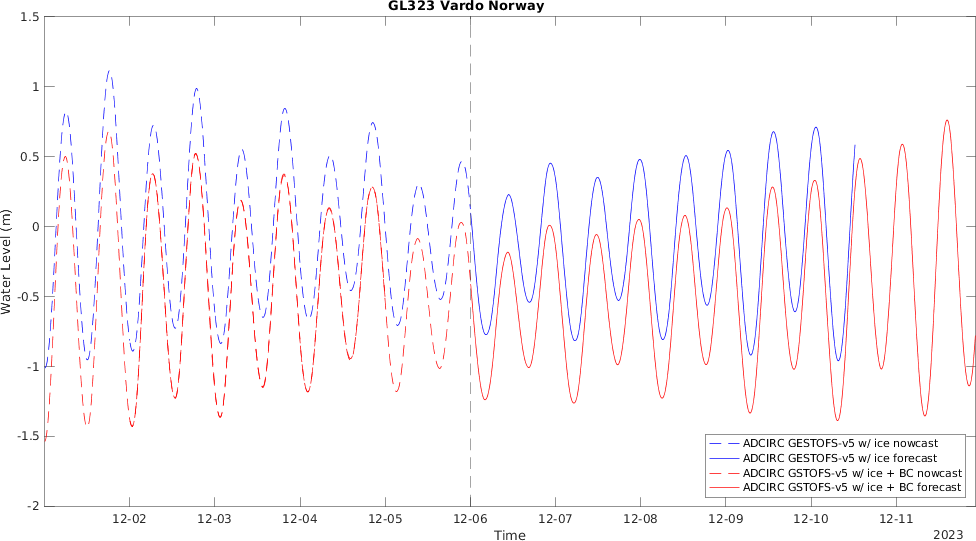 GL323 Vardo Norway
1.5
1
0.5
0
-0.5
-1
-1.5
-2
Water Level (m)
ADCIRC GESTOFS-v5 w/ ice nowcast
ADCIRC GESTOFS-v5 w/ ice forecast
ADCIRC GSTOFS-v5 w/ ice + BC nowcast
ADCIRC GSTOFS-v5 w/ ice + BC forecast
12-02 12-03 12-04 12-05 12-06 12-07 12-08 12-09 12-10 12-11
Time
2023